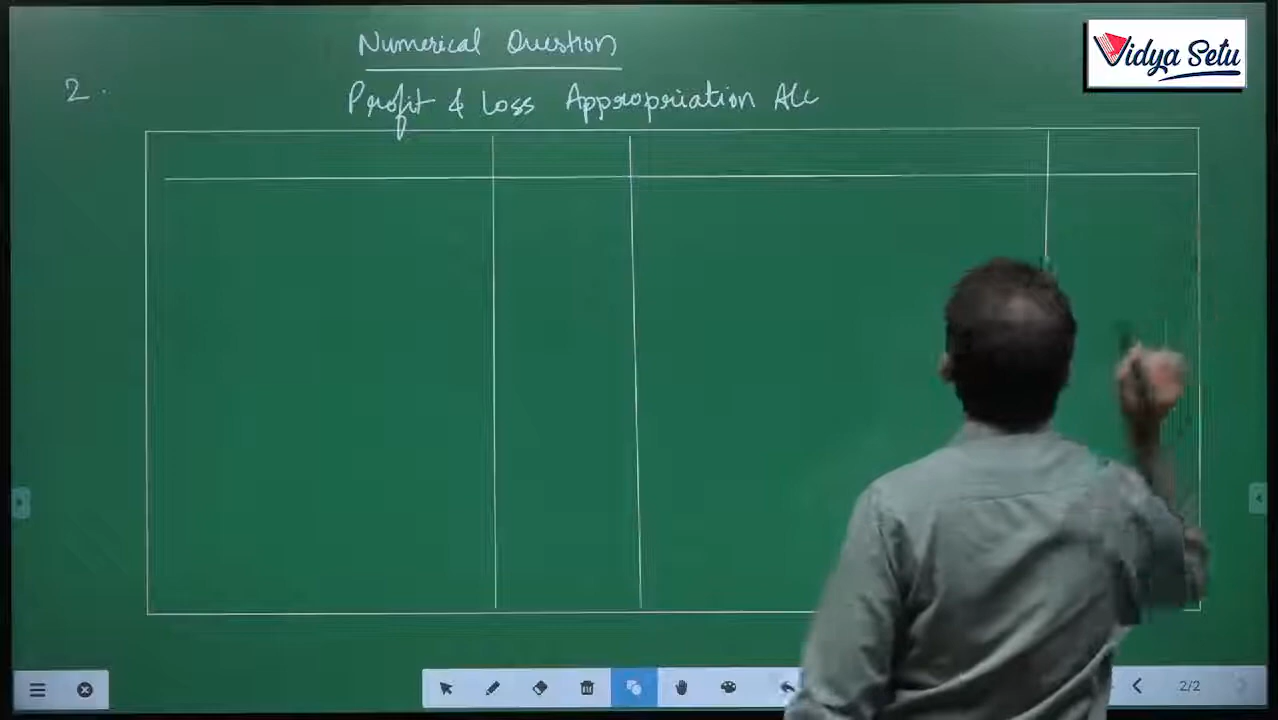 Numerical Question
Vidya Setu
2.
Profit & Loss Appropriation A/c
2/2